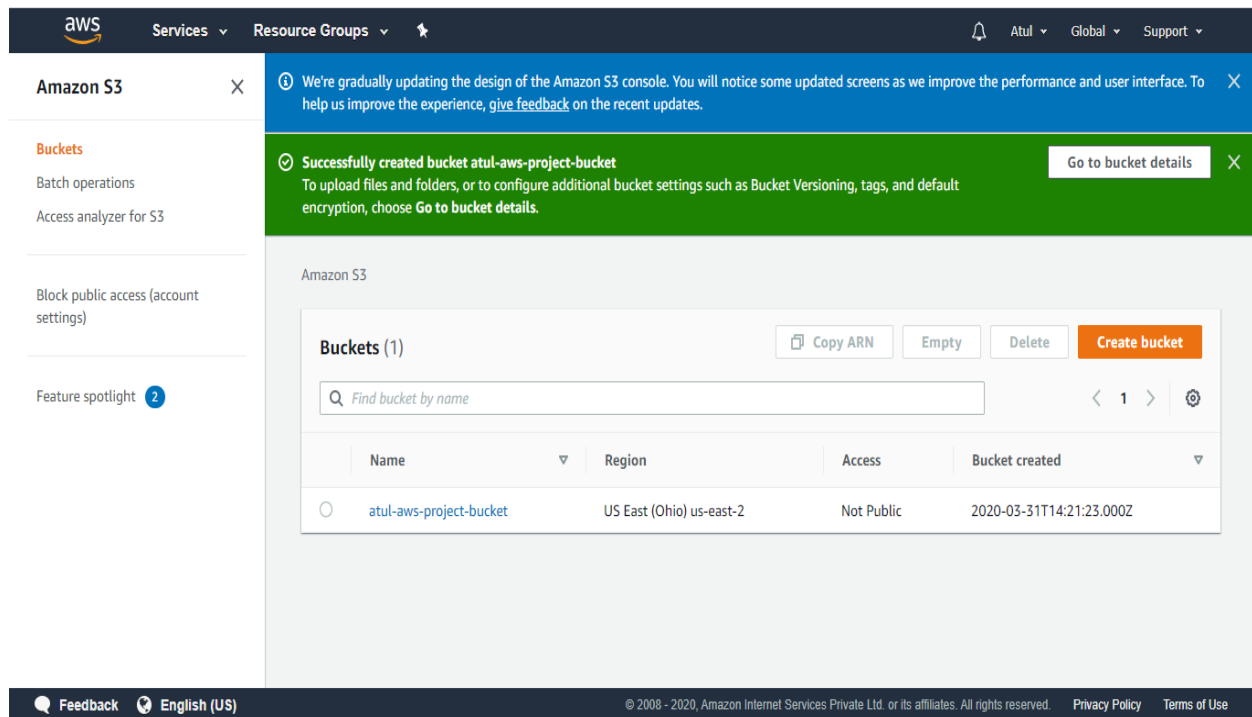 aws
Services
Resource Groups
Atul
Global
Support
Amazon S3
Buckets
Batch operations
Access analyzer for S3
Block public access (account
settings)
Feature spotlight 2
We're gradually updating the design of the Amazon S3 console. You will notice some updated screens as we improve the performance and user interface. To
help us improve the experience, give feedback on the recent updates.
Successfully created bucket atul-aws-project-bucket
To upload files and folders, or to configure additional bucket settings such as Bucket Versioning, tags, and default
encryption, choose Go to bucket details.
Go to bucket details
Amazon S3
Buckets (1)
Copy ARN
Empty
Delete
Create bucket
Find bucket by name
1
Name Region Access Bucket created
atul-aws-project-bucket US East (Ohio) us-east-2 Not Public 2020-03-31T14:21:23.000Z
Feedback English (US)
© 2008 - 2020, Amazon Internet Services Private Ltd. or its affiliates. All rights reserved. Privacy Policy Terms of Use